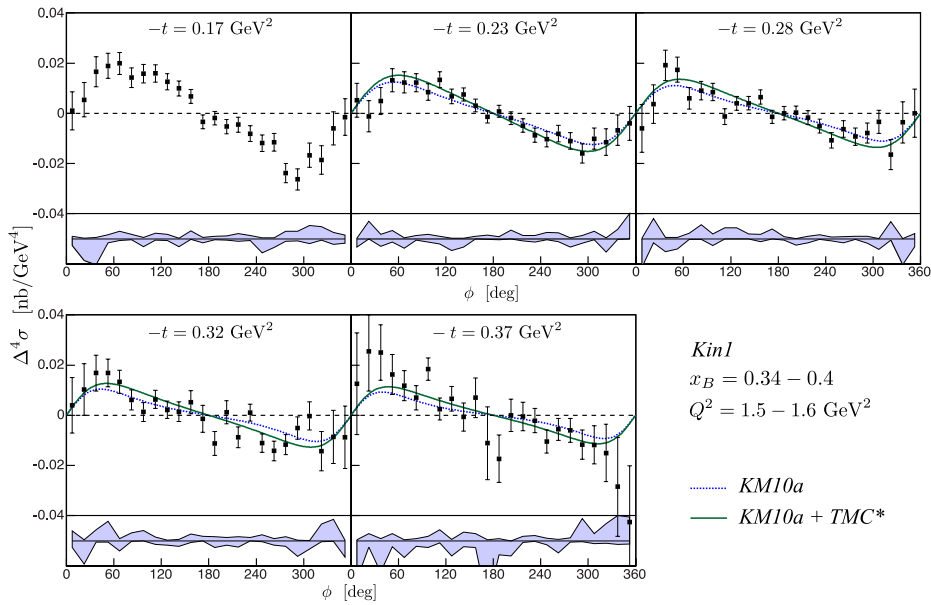 −t = 0.17 GeV²
−t = 0.23 GeV²
−t = 0.28 GeV²
0.04
0.02
0
−0.02
−0.04
0 60 120 180 240 300 0 60 120 180 240 300 0 60 120 180 240 300 360
ϕ [deg]
ϕ [deg]
Δ⁴σ [nb/GeV⁴]
−t = 0.32 GeV²
− t = 0.37 GeV²
0.04
0.02
0
−0.02
−0.04
0 60 120 180 240 300 0 60 120 180 240 300 360
ϕ [deg]
Kin1
x_B = 0.34 − 0.4
Q² = 1.5 − 1.6 GeV²
KM10a
KM10a + TMC*